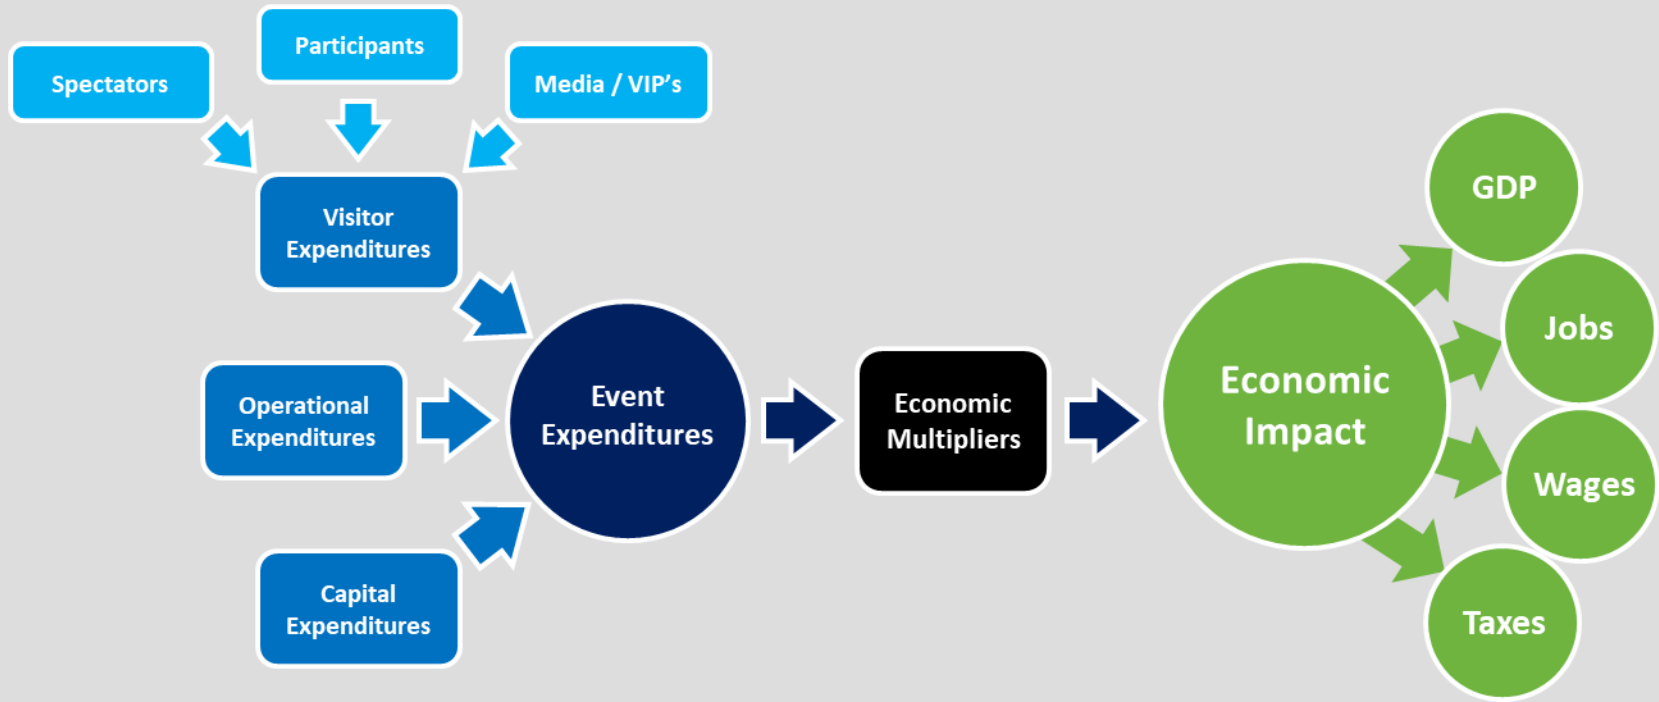 Participants
Spectators
Media / VIP's
Visitor
Expenditures
Operational
Expenditures
Capital
Expenditures
Event
Expenditures
Economic
Multipliers
Economic
Impact
GDP
Jobs
Wages
Taxes